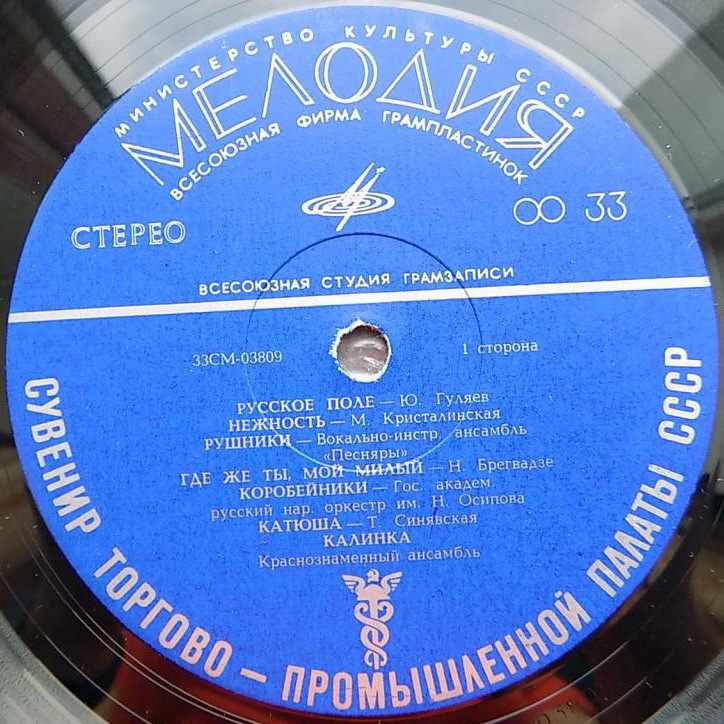 МИНИСТЕРСТВО КУЛЬТУРЫ СССР
МЕЛОДИЯ
ВСЕСОЮЗНАЯ ФИРМА ГРАМПЛАСТИНОК
СТЕРЕО
33
ВСЕСОЮЗНАЯ СТУДИЯ ГРАМЗАПИСИ
33СМ-03809
1 сторона
РУССКОЕ ПОЛЕ — Ю. Гуляев
НЕЖНОСТЬ — М. Кристалинская
РУШНИКИ — Вокально-инстр. ансамбль
«Песняры»
ГДЕ ЖЕ ТЫ, МОЙ МИЛЫЙ — Н. Брегвадзе
КОРОБЕЙНИКИ — Гос. академ.
русский нар. оркестр им. Н. Осипова
КАТЮША — Т. Синявская
КАЛИНКА
Краснознаменный ансамбль
СУВЕНИР ТОРГОВО — ПРОМЫШЛЕННОЙ ПАЛАТЫ СССР